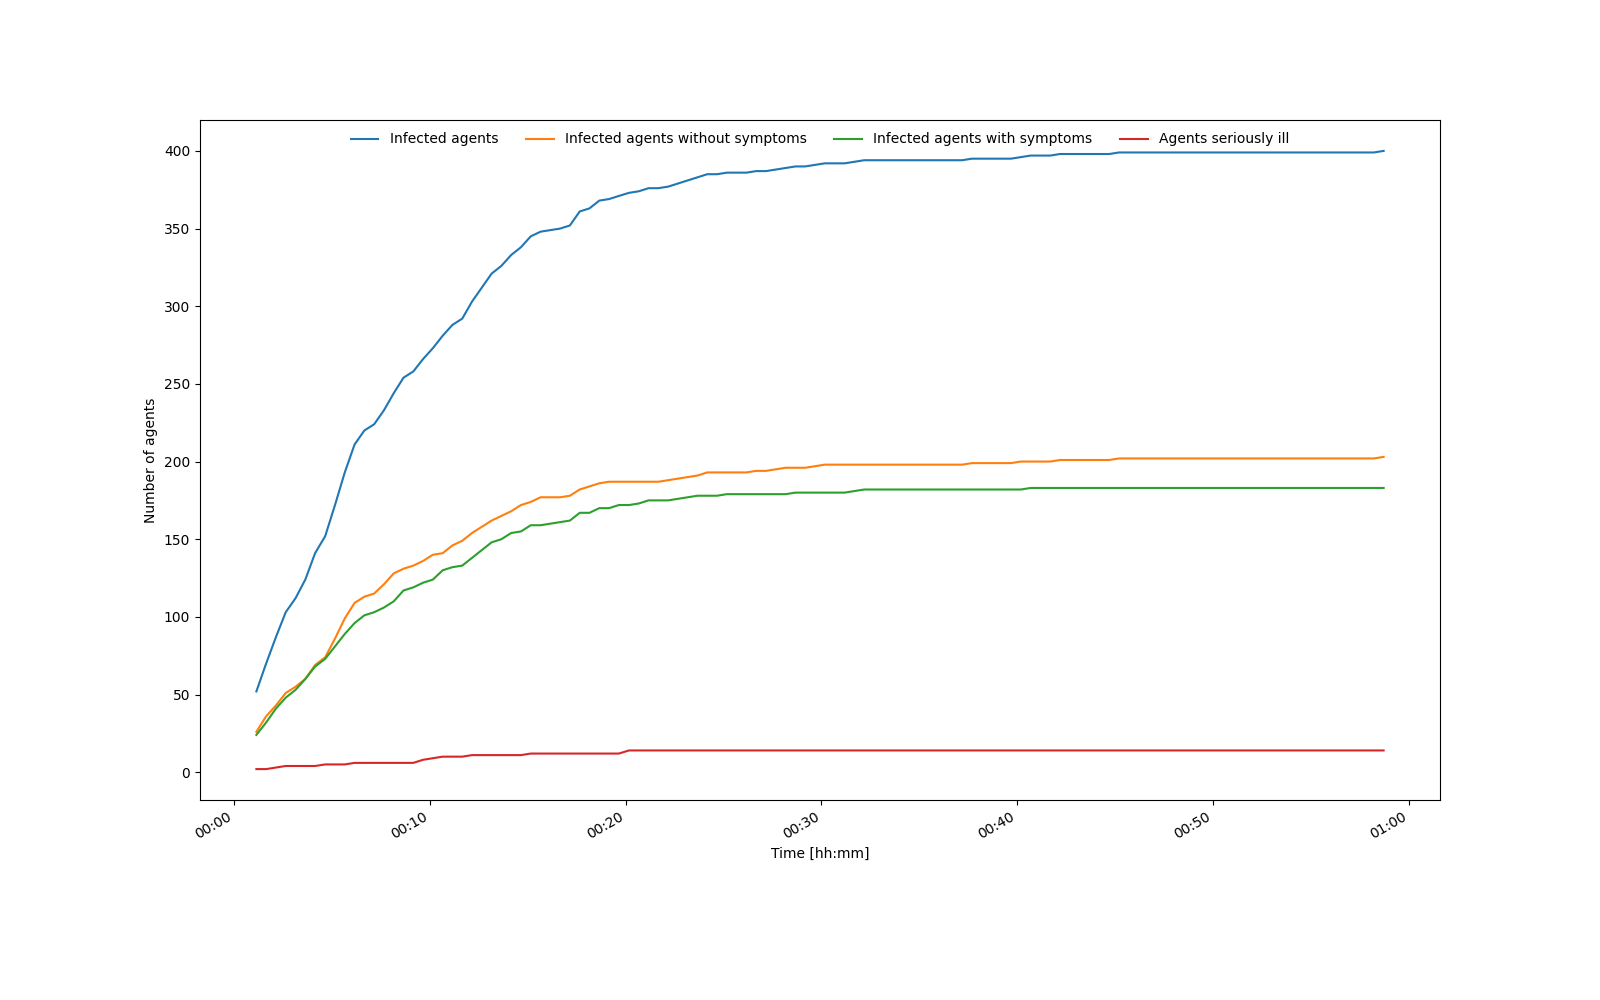 Infected agents Infected agents without symptoms Infected agents with symptoms Agents seriously ill
400
350
300
250
200
150
100
50
0
Number of agents
00:00 00:10 00:20 00:30 00:40 00:50 01:00
Time [hh:mm]